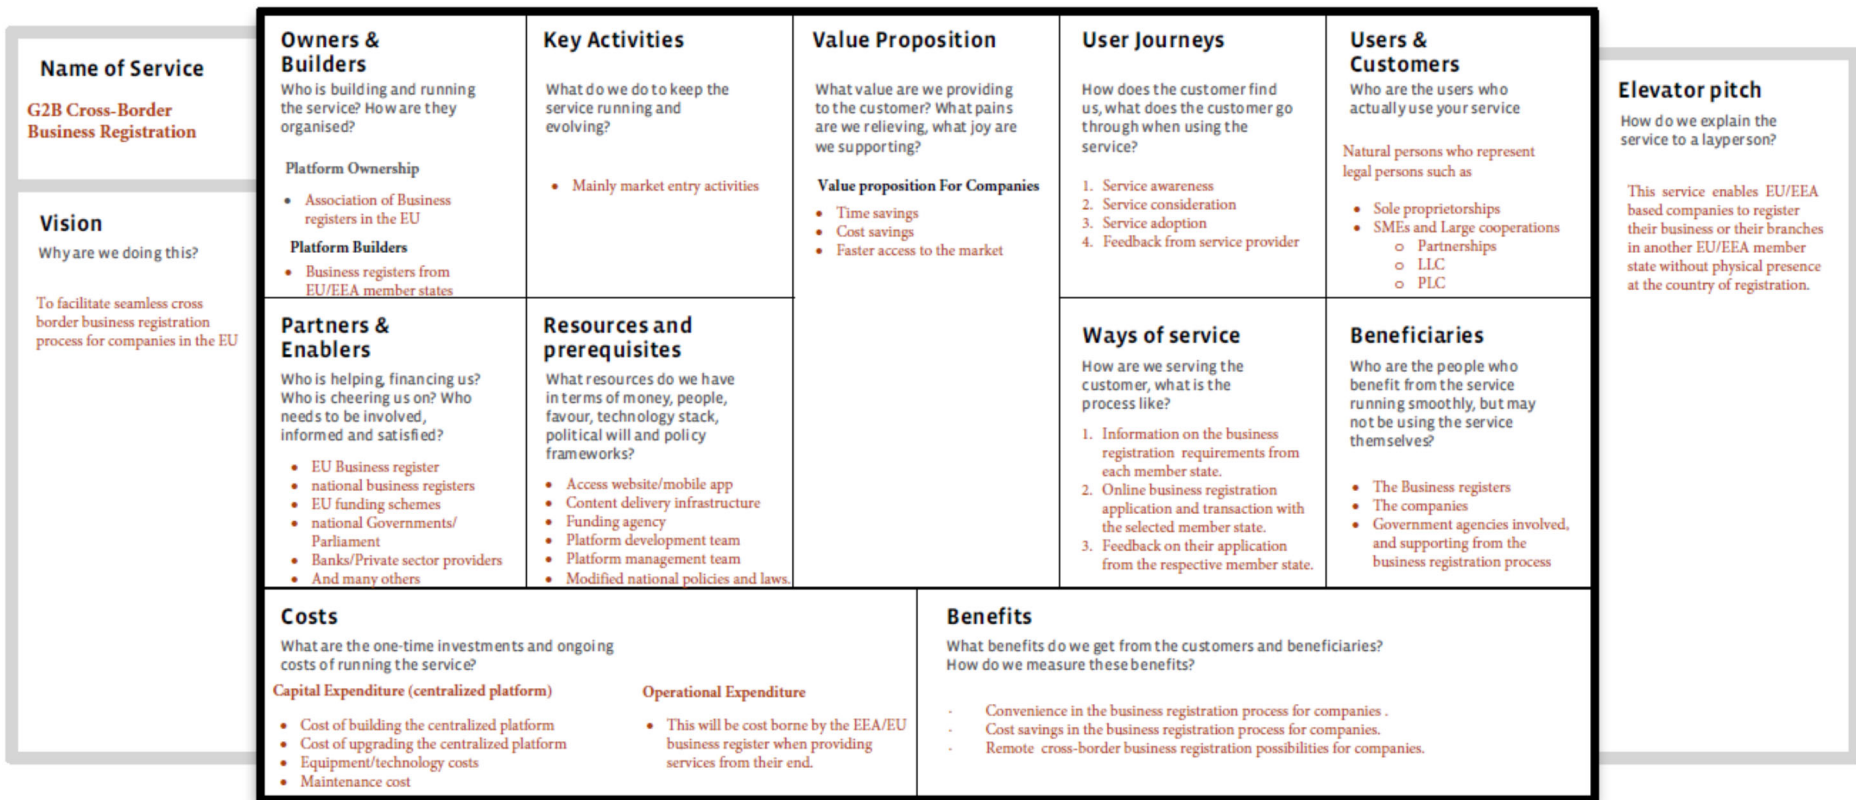 Name of Service
G2B Cross-Border
Business Registration
Vision
Why are we doing this?
To facilitate seamless cross
border business registration
process for companies in the EU
Owners &
Builders
Who is building and running
the service? How are they
organised?
Platform Ownership
• Association of Business
registers in the EU
Platform Builders
• Business registers from
EU/EEA member states
Key Activities
What do we do to keep the
service running and
evolving?
• Mainly market entry activities
Value Proposition
What value are we providing
to the customer? What pains
are we relieving, what joy are
we supporting?
Value proposition For Companies
• Time savings
• Cost savings
• Faster access to the market
User Journeys
How does the customer find
us, what does the customer go
through when using the
service?
1. Service awareness
2. Service consideration
3. Service adoption
4. Feedback from service provider
Users &
Customers
Who are the users who
actually use your service
Natural persons who represent
legal persons such as
• Sole proprietorships
• SMEs and Large cooperations
o Partnerships
o LLC
o PLC
Partners &
Enablers
Who is helping, financing us?
Who is cheering us on? Who
needs to be involved,
informed and satisfied?
• EU Business register
• national business registers
• EU funding schemes
• national Governments/
Parliament
• Banks/Private sector providers
• And many others
Resources and
prerequisites
What resources do we have
in terms of money, people,
favour, technology stack,
political will and policy
frameworks?
• Access website/mobile app
• Content delivery infrastructure
• Funding agency
• Platform development team
• Platform management team
• Modified national policies and laws.
Ways of service
How are we serving the
customer, what is the
process like?
1. Information on the business
registration requirements from
each member state.
2. Online business registration
application and transaction with
the selected member state.
3. Feedback on their application
from the respective member state.
Beneficiaries
Who are the people who
benefit from the service
running smoothly, but may
not be using the service
themselves?
• The Business registers
• The companies
• Government agencies involved,
and supporting from the
business registration process
Costs
What are the one-time investments and ongoing
costs of running the service?
Capital Expenditure (centralized platform)
• Cost of building the centralized platform
• Cost of upgrading the centralized platform
• Equipment/technology costs
• Maintenance cost
Operational Expenditure
• This will be cost borne by the EEA/EU
business register when providing
services from their end.
Benefits
What benefits do we get from the customers and beneficiaries?
How do we measure these benefits?
· Convenience in the business registration process for companies .
· Cost savings in the business registration process for companies.
· Remote cross-border business registration possibilities for companies.
Elevator pitch
How do we explain the
service to a layperson?
This service enables EU/EEA
based companies to register
their business or their branches
in another EU/EEA member
state without physical presence
at the country of registration.